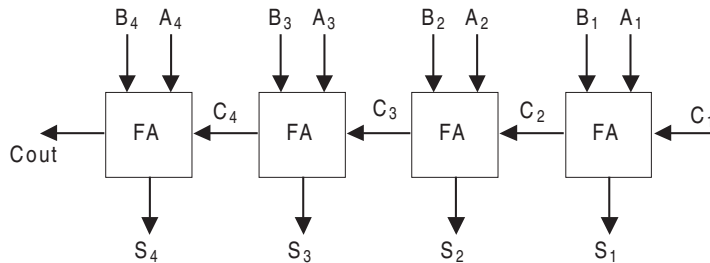 B4 A4 B3 A3 B2 A2 B1 A1
FA C4 FA C3 FA C2 FA
Cout
S4 S3 S2 S1